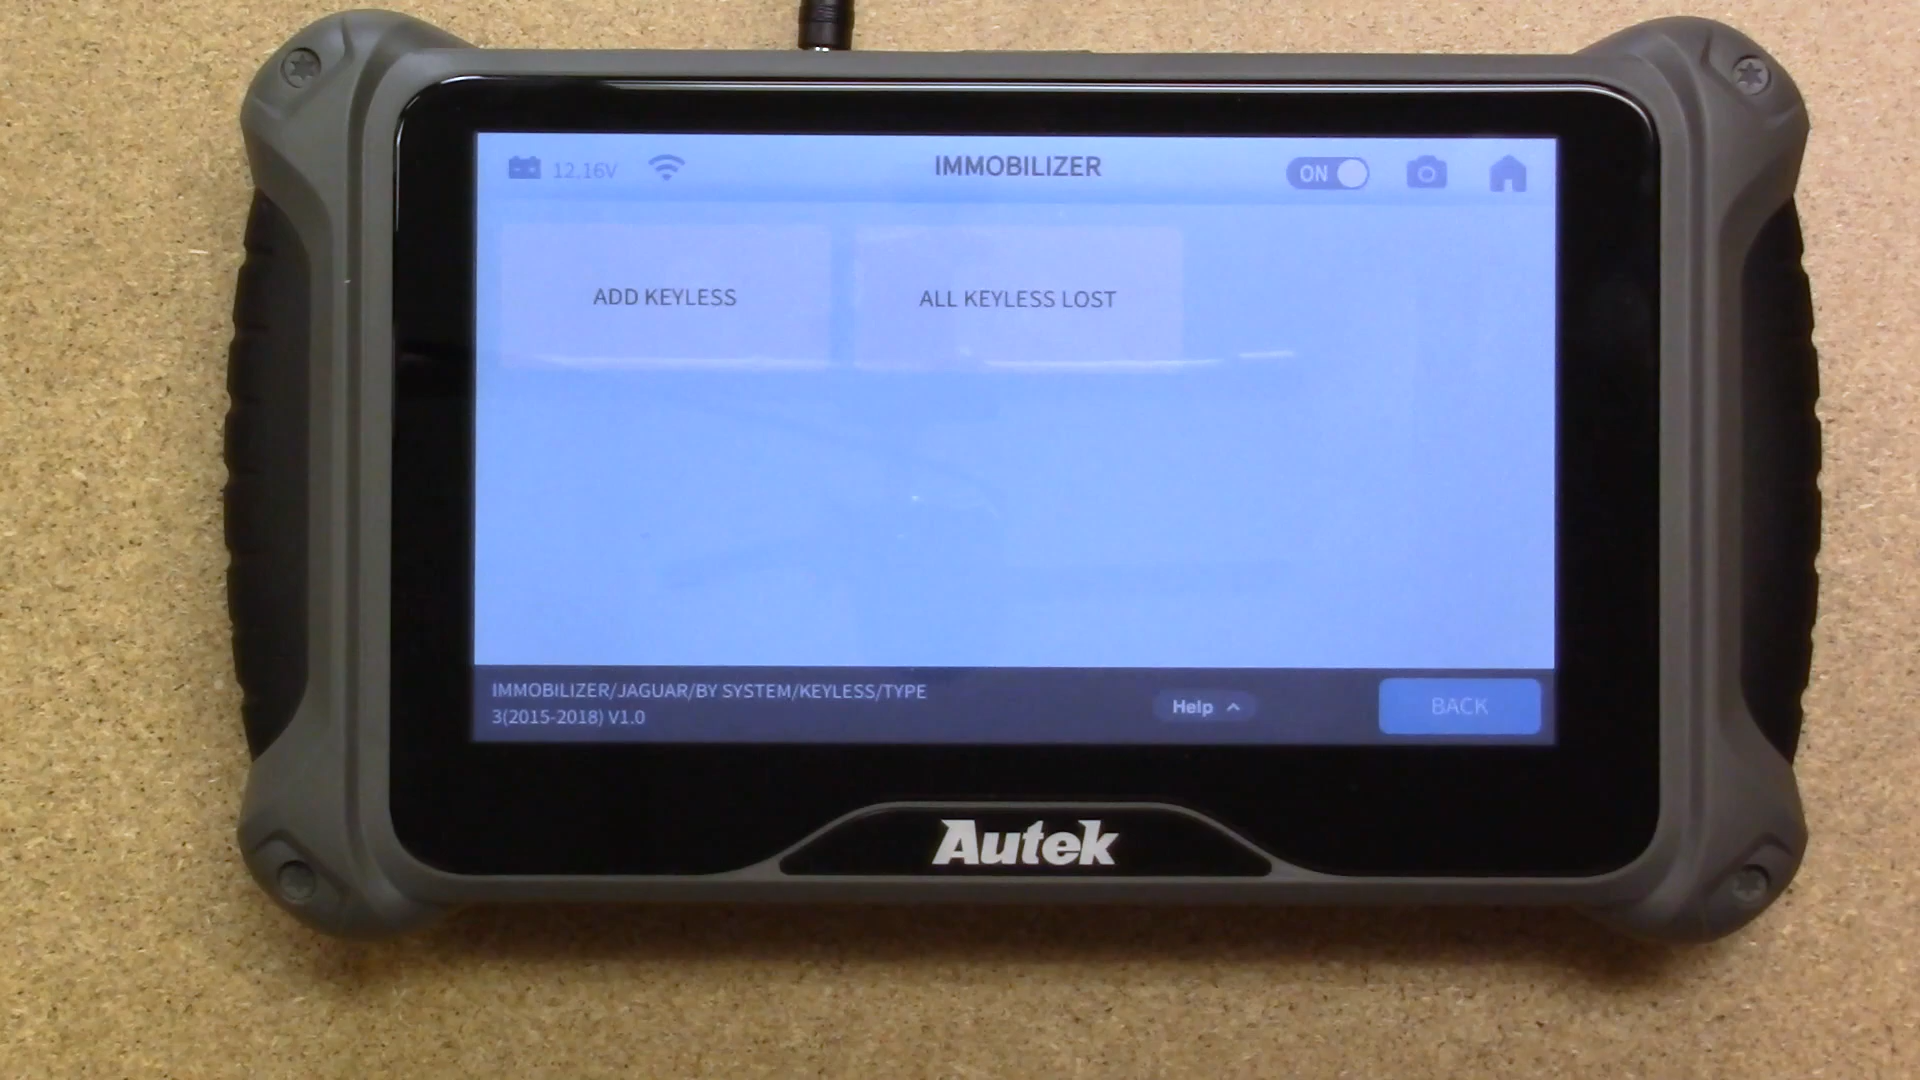 12.16V
IMMOBILIZER
ON
ADD KEYLESS
ALL KEYLESS LOST
IMMOBILIZER/JAGUAR/BY SYSTEM/KEYLESS/TYPE
3(2015-2018) V1.0
Help
BACK
Autek